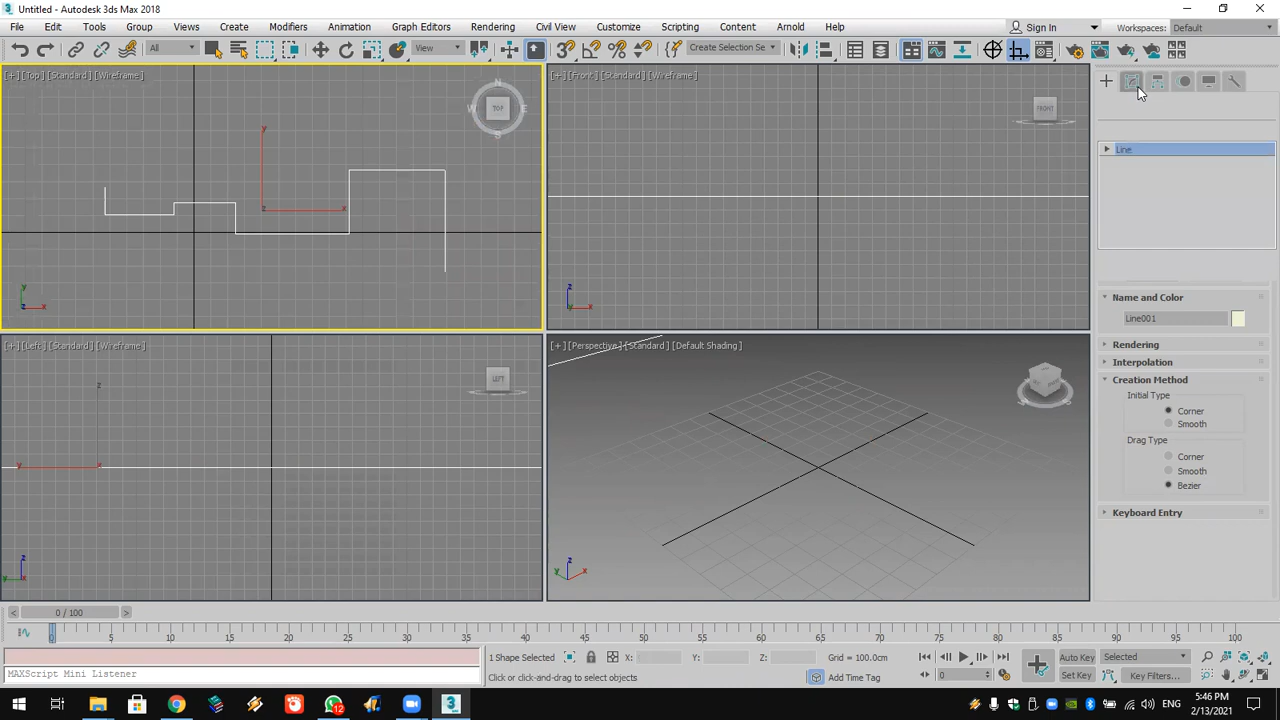 Untitled - Autodesk 3ds Max 2018
File Edit Tools Group Views Create Modifiers Animation Graph Editors Rendering Civil View Customize Scripting Content Arnold Help Sign In Workspaces: Default
All View Create Selection Se
[+] [Top] [Standard] [Wireframe]
N
W TOP E
S
y
z x
y
z x
[+] [Front] [Standard] [Wireframe]
FRONT
z
y x
Line
Name and Color
Line001
Rendering
Interpolation
Creation Method
Initial Type
Corner
Smooth
Drag Type
Corner
Smooth
Bezier
Keyboard Entry
[+] [Left] [Standard] [Wireframe]
LEFT
z
y x
z
y x
[+] [Perspective] [Standard] [Default Shading]
z
y x
< 0 / 100 >
0 5 10 15 20 25 30 35 40 45 50 55 60 65 70 75 80 85 90 95 100
1 Shape Selected X: Y: Z: Grid = 100.0cm Auto Key Selected
MAXScript Mini Listener Click or click-and-drag to select objects Add Time Tag 0 Set Key Key Filters...
12 3 ENG 5:46 PM
2/13/2021